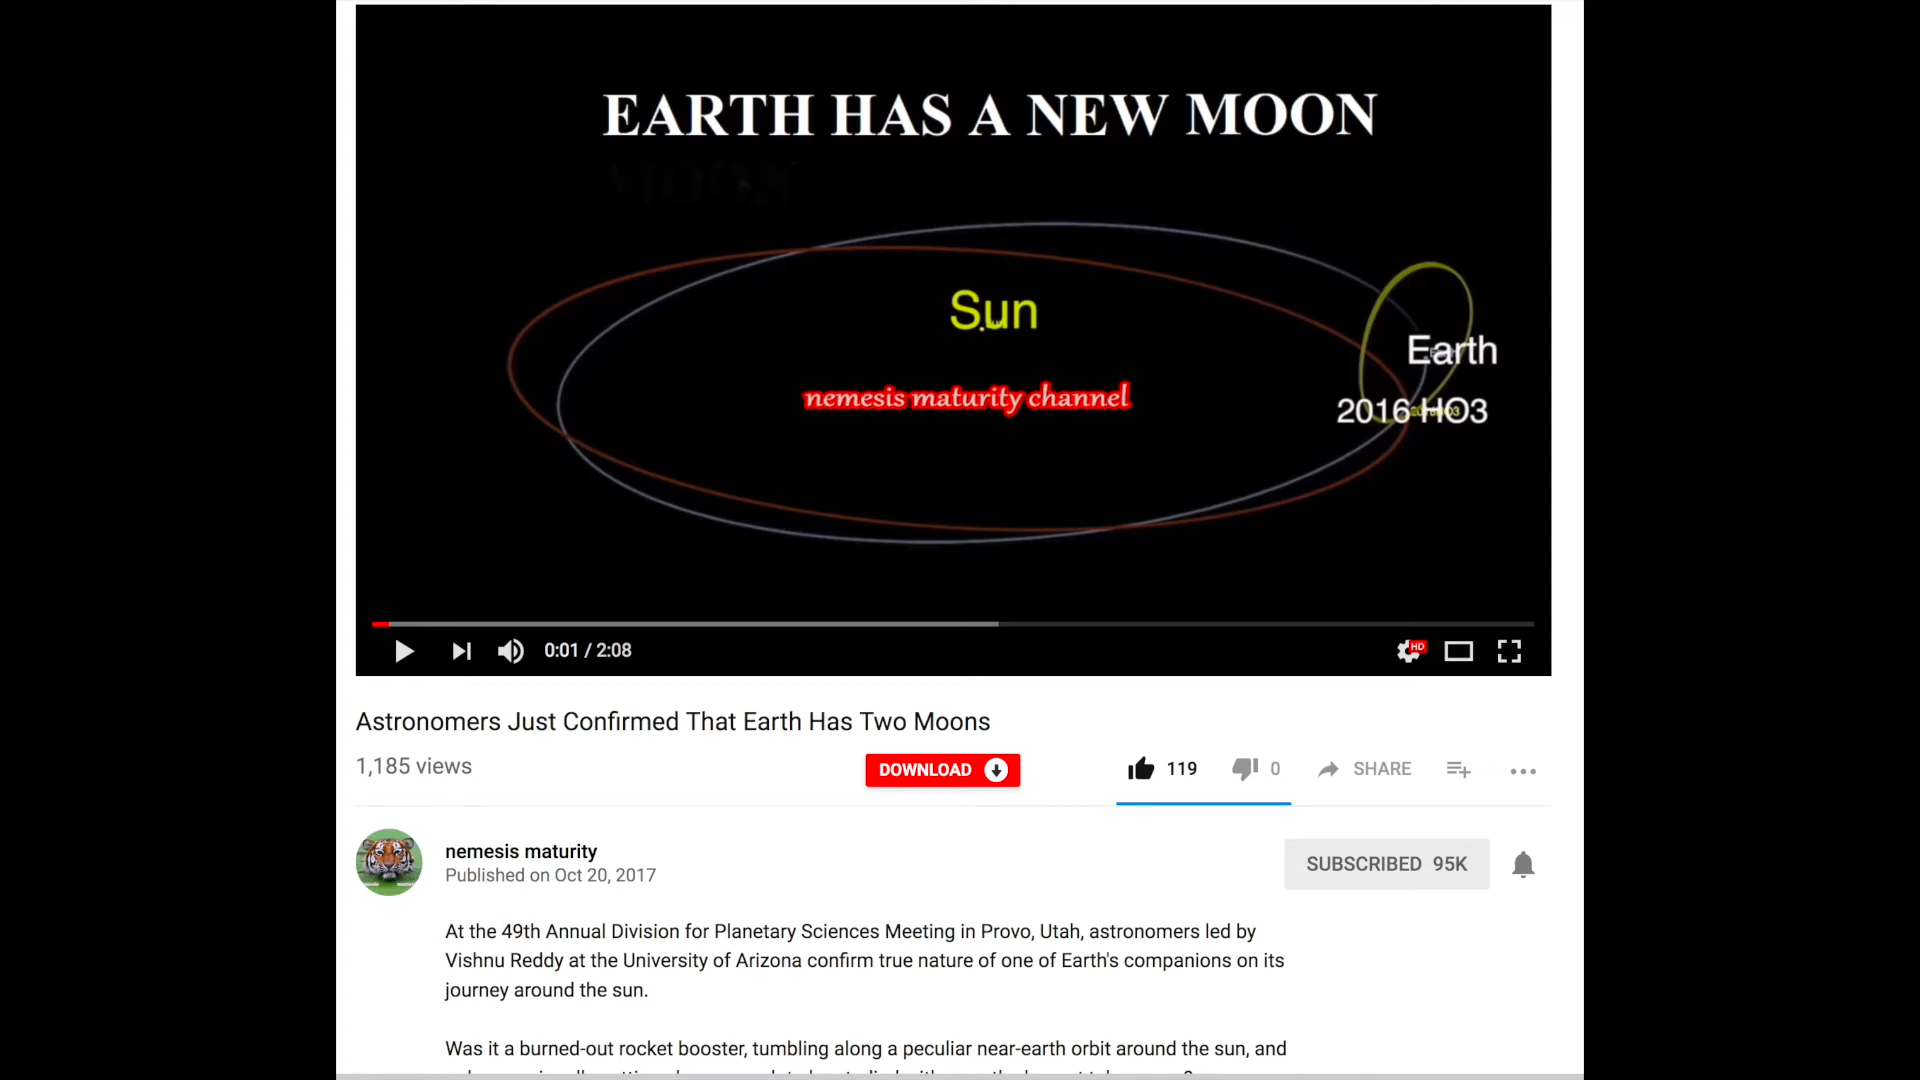 EARTH HAS A NEW MOON
Sun
Earth
nemesis maturity channel
2016 HO3
0:01 / 2:08
HD
Astronomers Just Confirmed That Earth Has Two Moons
1,185 views
DOWNLOAD
119
0
SHARE
nemesis maturity
Published on Oct 20, 2017
SUBSCRIBED 95K
At the 49th Annual Division for Planetary Sciences Meeting in Provo, Utah, astronomers led by
Vishnu Reddy at the University of Arizona confirm true nature of one of Earth's companions on its
journey around the sun.
Was it a burned-out rocket booster, tumbling along a peculiar near-earth orbit around the sun, and